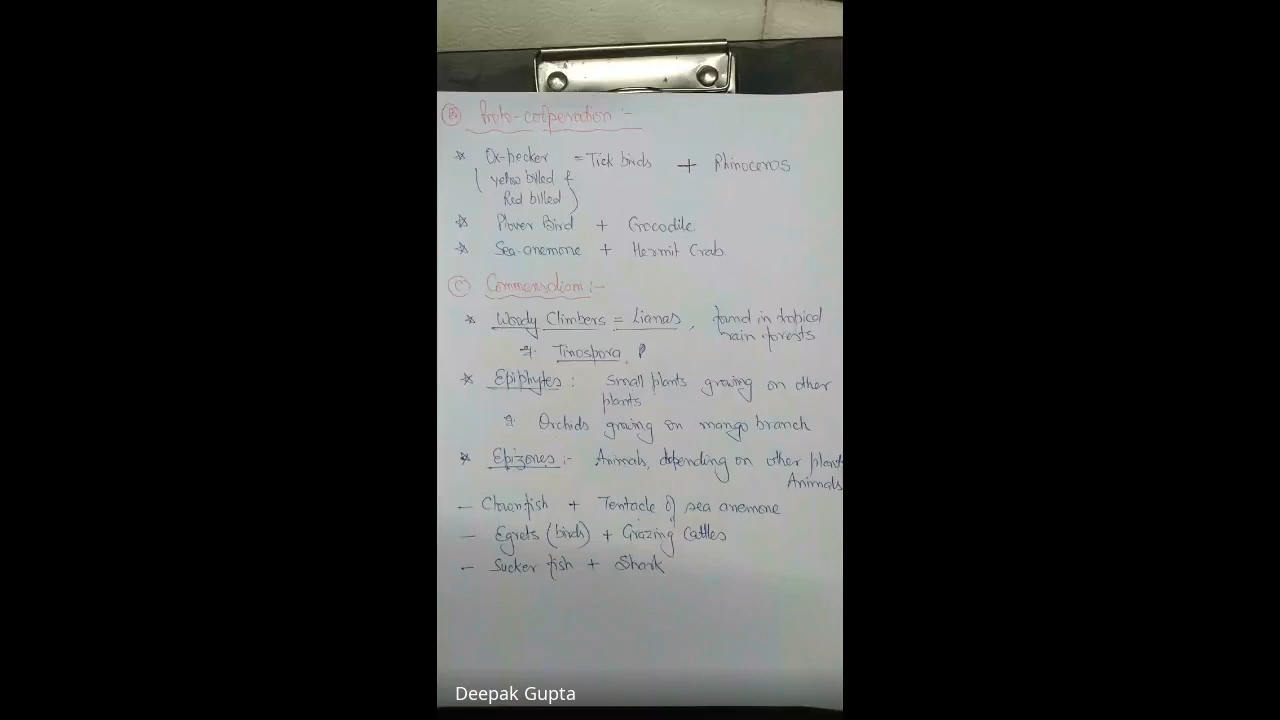 B Proto-cooperation :-
* Ox-pecker = Tick birds + Rhinoceros
( yellow billed &
Red billed )
* Plover Bird + Crocodile
* Sea-anemone + Hermit Crab.
C Commensalism :-
* Woody Climbers = Lianas, found in tropical
rain forests
eg. Tinospora, P
* Epiphytes : Small plants growing on other
plants
eg. Orchids growing on mango branch
* Epizones :- Animals, depending on other plant
Animals
- Clownfish + Tentacle of sea anemone
- Egrets (birds) + Grazing Cattles
- Sucker fish + Shark
Deepak Gupta